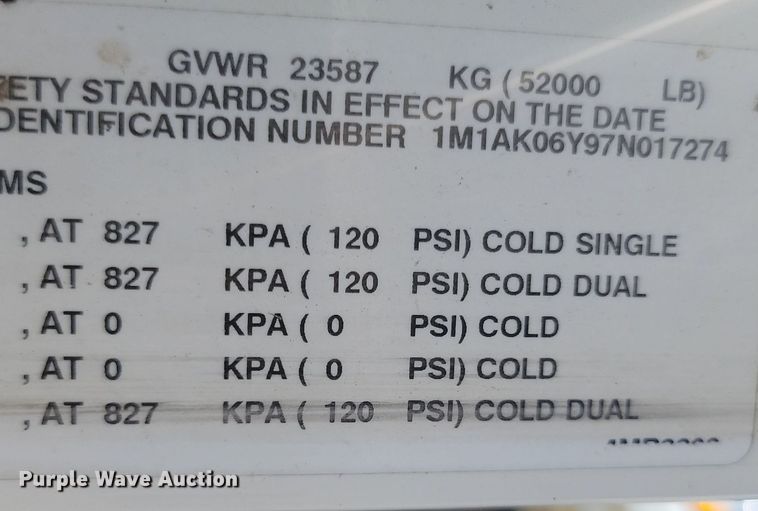 GVWR 23587 KG ( 52000 LB)
ETY STANDARDS IN EFFECT ON THE DATE
DENTIFICATION NUMBER 1M1AK06Y97N017274
MS
, AT 827 KPA ( 120 PSI) COLD SINGLE
, AT 827 KPA ( 120 PSI) COLD DUAL
, AT 0 KPA ( 0 PSI) COLD
, AT 0 KPA ( 0 PSI) COLD
, AT 827 KPA ( 120 PSI) COLD DUAL
Purple Wave Auction